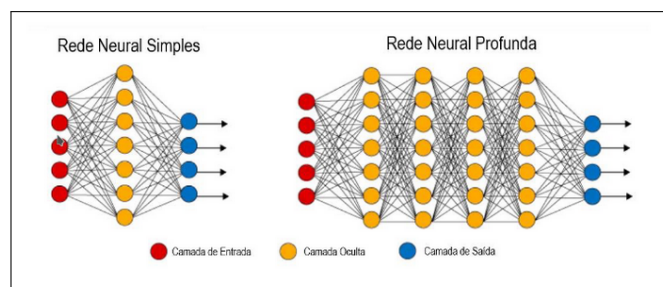 Rede Neural Simples
Rede Neural Profunda
Camada de Entrada
Camada Oculta
Camada de Saída